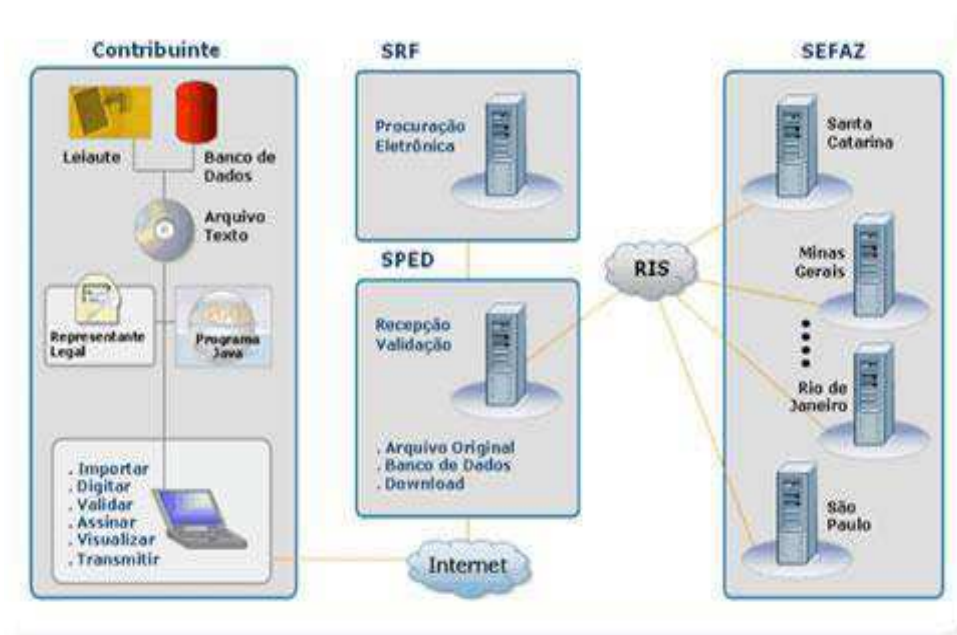 Contribuinte
Leiaute
Banco de
Dados
Arquivo
Texto
Representante
Legal
Programa
Java
. Importar
. Digitar
. Validar
. Assinar
. Visualizar
. Transmitir
SRF
Procuração
Eletrônica
SPED
Recepção
Validação
. Arquivo Original
. Banco de Dados
. Download
Internet
RIS
SEFAZ
Santa
Catarina
Minas
Gerais
Rio de
Janeiro
São
Paulo